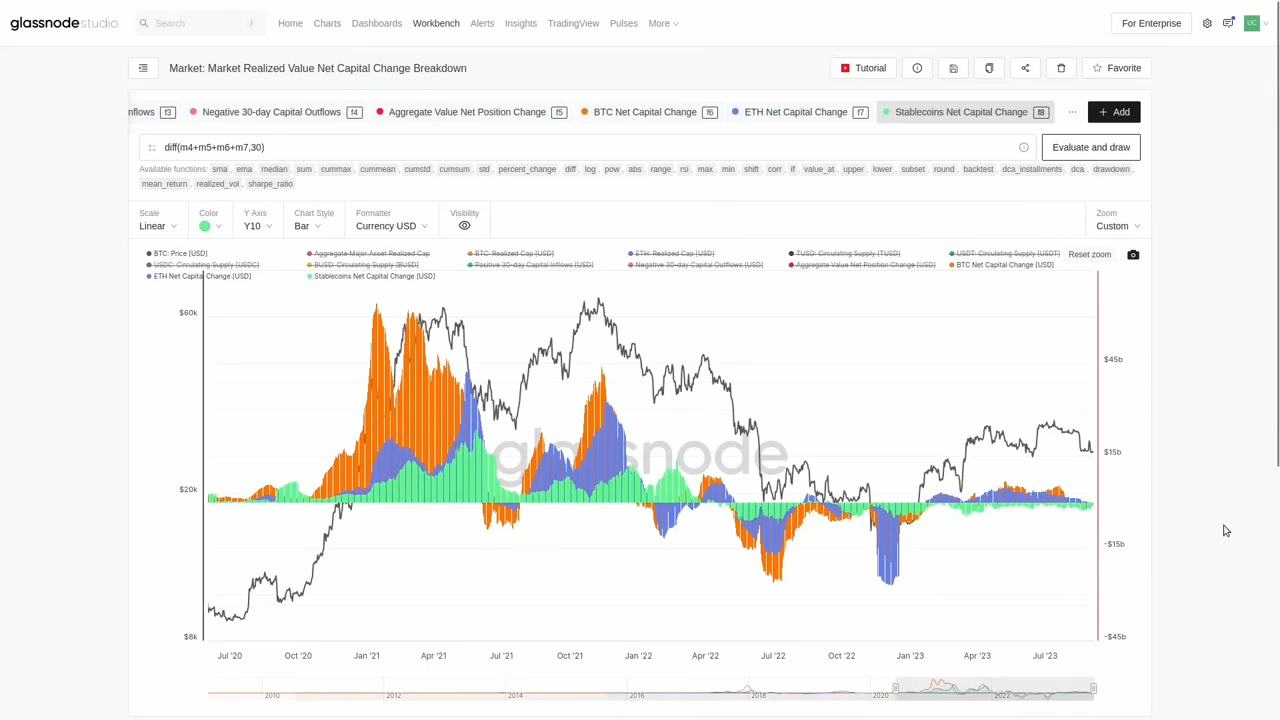 glassnode studio Search / Home Charts Dashboards Workbench Alerts Insights TradingView Pulses More For Enterprise UC
Market: Market Realized Value Net Capital Change Breakdown Tutorial Favorite
nflows f3 Negative 30-day Capital Outflows f4 Aggregate Value Net Position Change f5 BTC Net Capital Change f6 ETH Net Capital Change f7 Stablecoins Net Capital Change f8 ... + Add
diff(m4+m5+m6+m7,30) Evaluate and draw
Available functions: sma , ema , median , sum , cummax , cummean , cumstd , cumsum , std , percent_change , diff , log , pow , abs , range , rsi , max , min , shift , corr , if , value_at , upper , lower , subset , round , backtest , dca_installments , dca , drawdown ,
mean_return , realized_vol , sharpe_ratio
Scale Color Y Axis Chart Style Formatter Visibility Zoom
Linear Y10 Bar Currency USD Custom
BTC: Price [USD] Aggregate Major Asset Realized Cap BTC: Realized Cap [USD] ETH: Realized Cap [USD] TUSD: Circulating Supply [TUSD] USDT: Circulating Supply [USDT] Reset zoom
USDC: Circulating Supply [USDC] BUSD: Circulating Supply [BUSD] Positive 30-day Capital Inflows [USD] Negative 30-day Capital Outflows [USD] Aggregate Value Net Position Change [USD] BTC Net Capital Change [USD]
ETH Net Capital Change [USD] Stablecoins Net Capital Change [USD]
$60k
$45b
glassnode
$15b
$20k
-$15b
$8k -$45b
Jul '20 Oct '20 Jan '21 Apr '21 Jul '21 Oct '21 Jan '22 Apr '22 Jul '22 Oct '22 Jan '23 Apr '23 Jul '23
2010 2012 2014 2016 2018 2020 2022